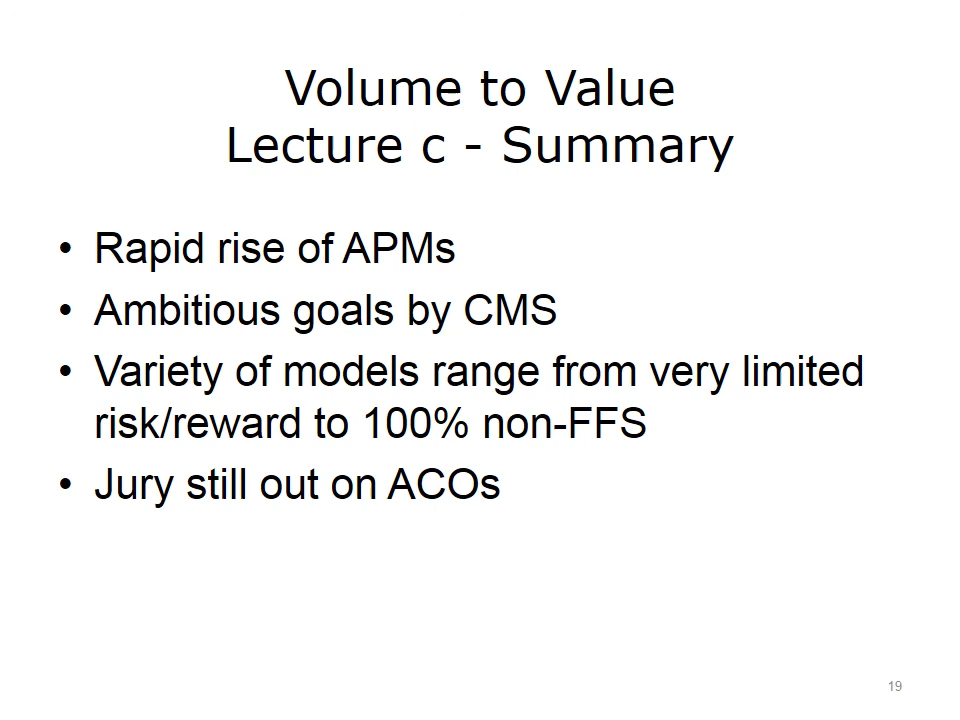 Volume to Value
Lecture c - Summary
• Rapid rise of APMs
• Ambitious goals by CMS
• Variety of models range from very limited
risk/reward to 100% non-FFS
• Jury still out on ACOs
19